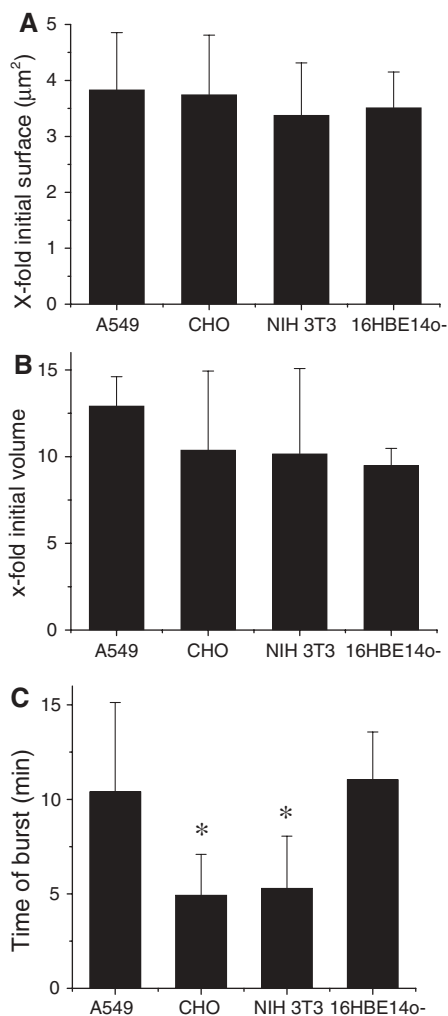 A
X-fold initial surface (μm²)
5
4
3
2
1
0
A549 CHO NIH 3T3 16HBE14o-
B
x-fold initial volume
15
10
5
0
A549 CHO NIH 3T3 16HBE14o-
C
Time of burst (min)
15
10
5
0
* *
A549 CHO NIH 3T3 16HBE14o-